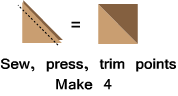 =
Sew, press, trim points
Make 4